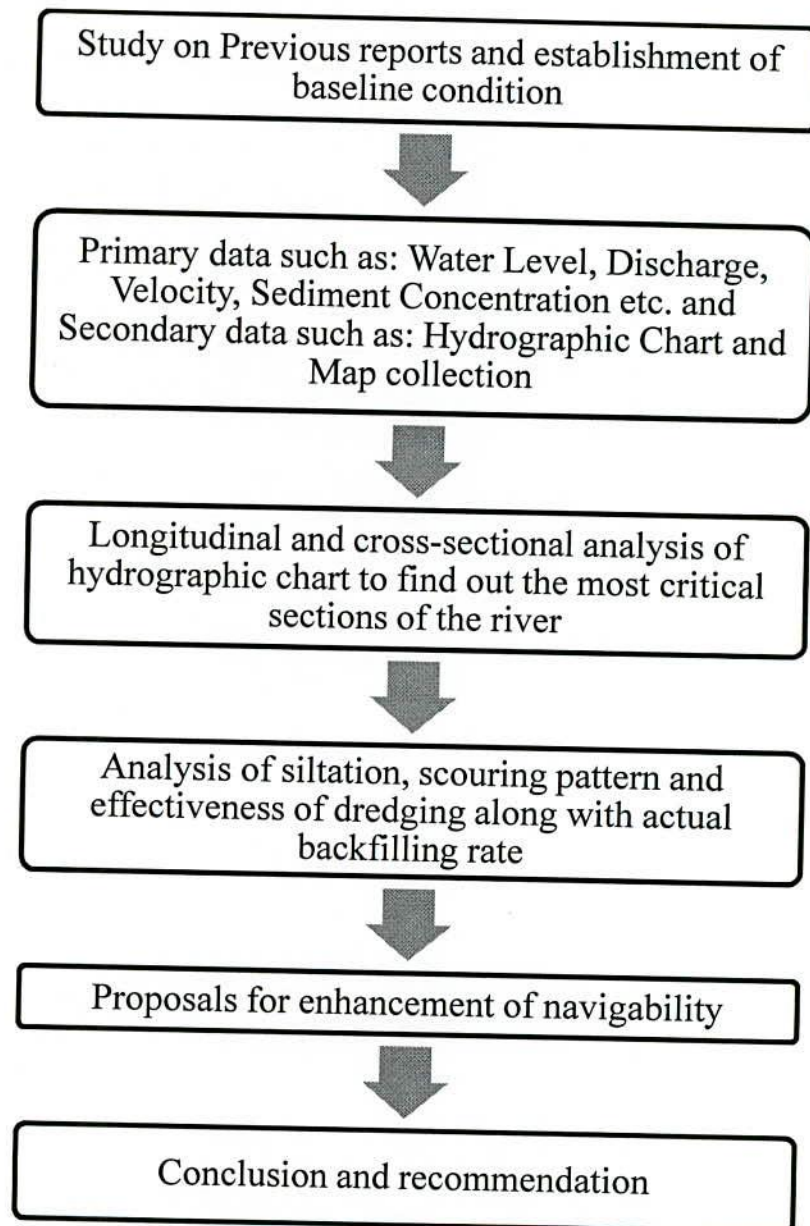 Study on Previous reports and establishment of
baseline condition
Primary data such as: Water Level, Discharge,
Velocity, Sediment Concentration etc. and
Secondary data such as: Hydrographic Chart and
Map collection
Longitudinal and cross-sectional analysis of
hydrographic chart to find out the most critical
sections of the river
Analysis of siltation, scouring pattern and
effectiveness of dredging along with actual
backfilling rate
Proposals for enhancement of navigability
Conclusion and recommendation